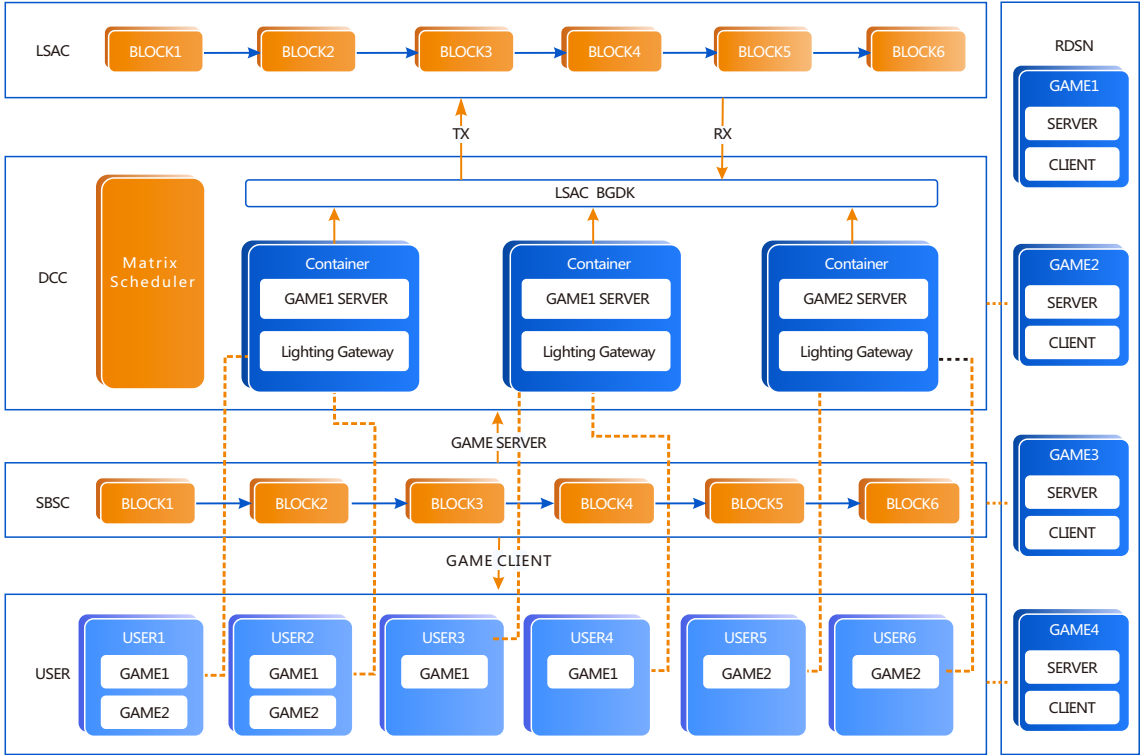 LSAC
BLOCK1
BLOCK2
BLOCK3
BLOCK4
BLOCK5
BLOCK6
TX
RX
DCC
Matrix
Scheduler
LSAC BGDK
Container
GAME1 SERVER
Lighting Gateway
Container
GAME1 SERVER
Lighting Gateway
Container
GAME2 SERVER
Lighting Gateway
GAME SERVER
SBSC
BLOCK1
BLOCK2
BLOCK3
BLOCK4
BLOCK5
BLOCK6
GAME CLIENT
USER
USER1
GAME1
GAME2
USER2
GAME1
GAME2
USER3
GAME1
USER4
GAME1
USER5
GAME2
USER6
GAME2
RDSN
GAME1
SERVER
CLIENT
GAME2
SERVER
CLIENT
GAME3
SERVER
CLIENT
GAME4
SERVER
CLIENT